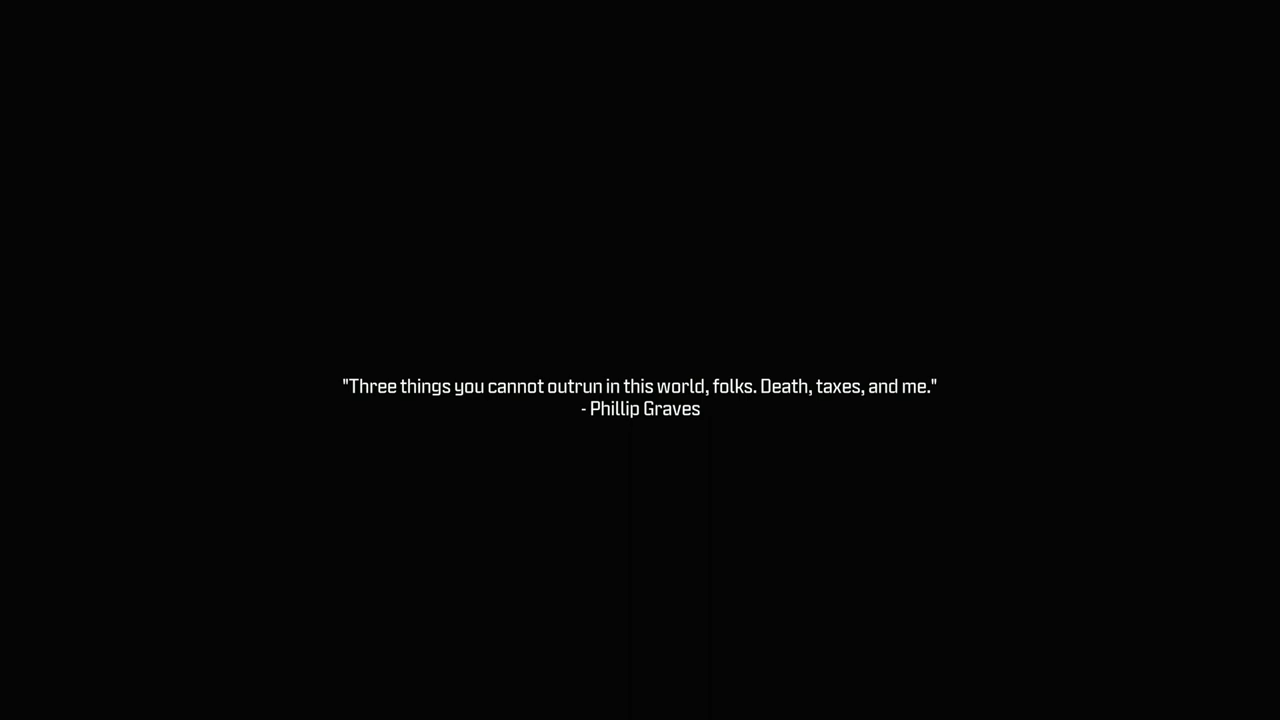 "Three things you cannot outrun in this world, folks. Death, taxes, and me."
- Phillip Graves